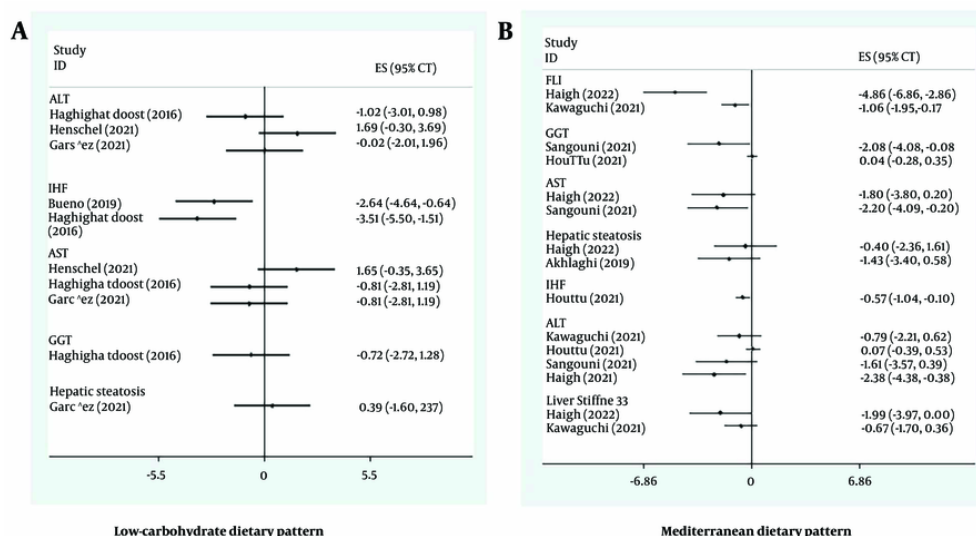 A
Study
ID
ES (95% CT)
ALT
Haghighat doost (2016) -1.02 (-3.01, 0.98)
Henschel (2021) 1.69 (-0.30, 3.69)
Gars ^ez (2021) -0.02 (-2.01, 1.96)
IHF
Bueno (2019) -2.64 (-4.64, -0.64)
Haghighat doost -3.51 (-5.50, -1.51)
(2016)
AST
Henschel (2021) 1.65 (-0.35, 3.65)
Haghigha tdoost (2016) -0.81 (-2.81, 1.19)
Garc ^ez (2021) -0.81 (-2.81, 1.19)
GGT
Haghigha tdoost (2016) -0.72 (-2.72, 1.28)
Hepatic steatosis
Garc ^ez (2021) 0.39 (-1.60, 237)
-5.5 0 5.5
Low-carbohydrate dietary pattern
B
Study
ID
ES (95% CT)
FLI
Haigh (2022) -4.86 (-6.86, -2.86)
Kawaguchi (2021) -1.06 (-1.95,-0.17
GGT
Sangouni (2021) -2.08 (-4.08, -0.08
HouTTu (2021) 0.04 (-0.28, 0.35)
AST
Haigh (2022) -1.80 (-3.80, 0.20)
Sangouni (2021) -2.20 (-4.09, -0.20)
Hepatic steatosis
Haigh (2022) -0.40 (-2.36, 1.61)
Akhlaghi (2019) -1.43 (-3.40, 0.58)
IHF
Houttu (2021) -0.57 (-1.04, -0.10)
ALT
Kawaguchi (2021) -0.79 (-2.21, 0.62)
Houttu (2021) 0.07 (-0.39, 0.53)
Sangouni (2021) -1.61 (-3.57, 0.39)
Haigh (2021) -2.38 (-4.38, -0.38)
Liver Stiffne 33
Haigh (2022) -1.99 (-3.97, 0.00)
Kawaguchi (2021) -0.67 (-1.70, 0.36)
-6.86 0 6.86
Mediterranean dietary pattern